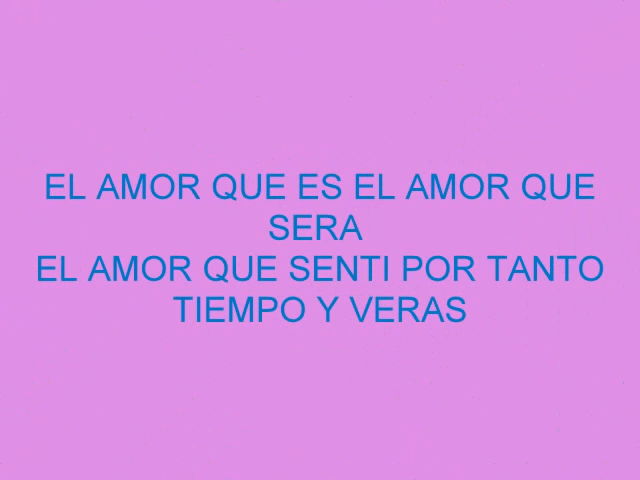 EL AMOR QUE ES EL AMOR QUE
SERA
EL AMOR QUE SENTI POR TANTO
TIEMPO Y VERAS